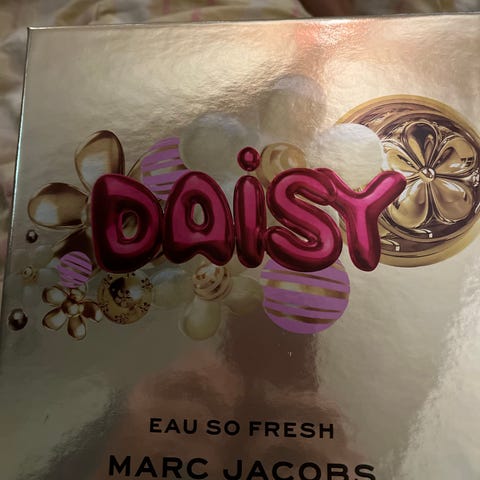 DAiSY
EAU SO FRESH
MARC JACOBS